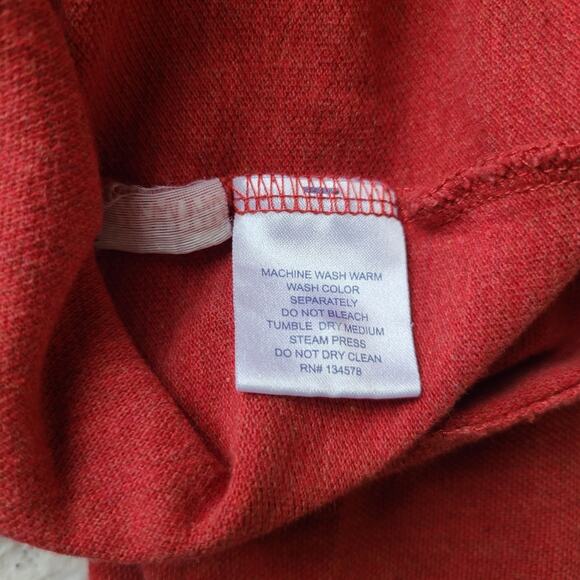 MACHINE WASH WARM
WASH COLOR
SEPARATELY
DO NOT BLEACH
TUMBLE DRY MEDIUM
STEAM PRESS
DO NOT DRY CLEAN
RN# 134578